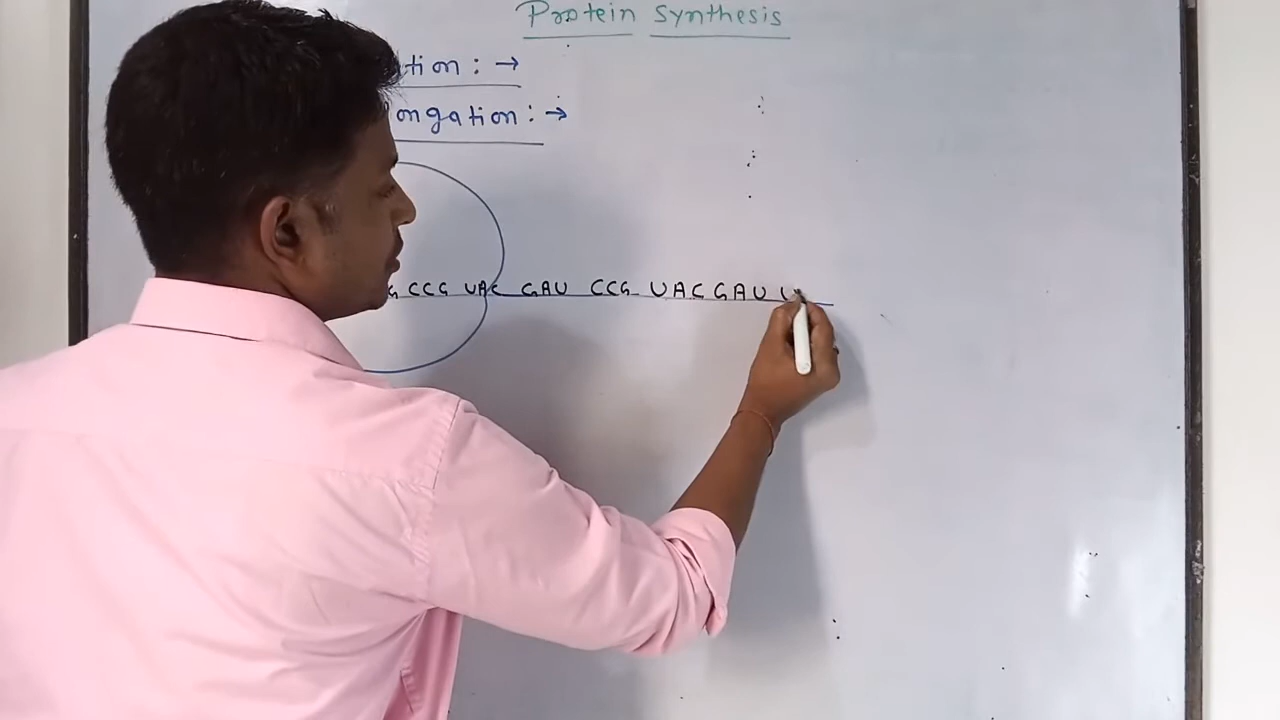 Protein synthesis
tion : →
ongation : →
G CCG UAC GAU CCG UAC GAU U